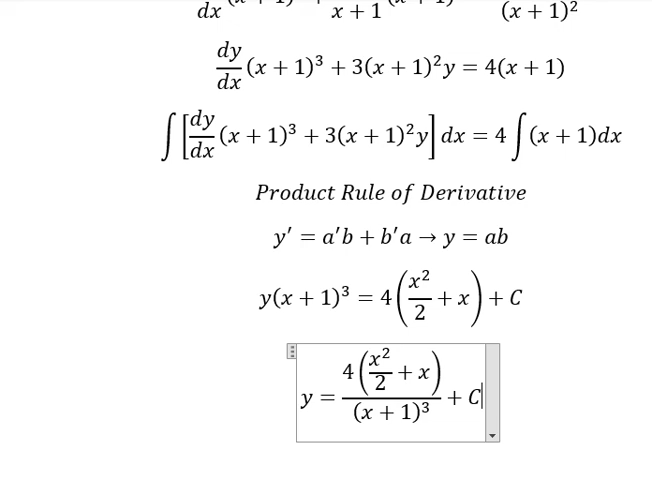 dx x + 1 (x + 1)²
dy/dx (x + 1)³ + 3(x + 1)²y = 4(x + 1)
∫ [dy/dx (x + 1)³ + 3(x + 1)²y] dx = 4 ∫ (x + 1)dx
Product Rule of Derivative
y′ = a′b + b′a → y = ab
y(x + 1)³ = 4 (x²/2 + x) + C
y = 4 (x²/2 + x) / (x + 1)³ + C